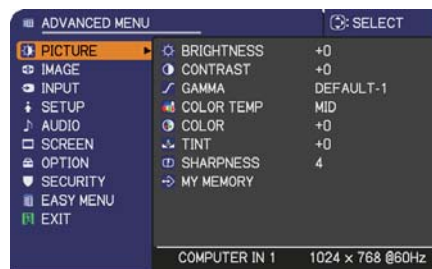 ADVANCED MENU : SELECT
PICTURE BRIGHTNESS +0
IMAGE CONTRAST +0
INPUT GAMMA DEFAULT-1
SETUP COLOR TEMP MID
AUDIO COLOR +0
SCREEN TINT +0
OPTION SHARPNESS 4
SECURITY MY MEMORY
EASY MENU
EXIT
COMPUTER IN 1 1024 × 768 @60Hz